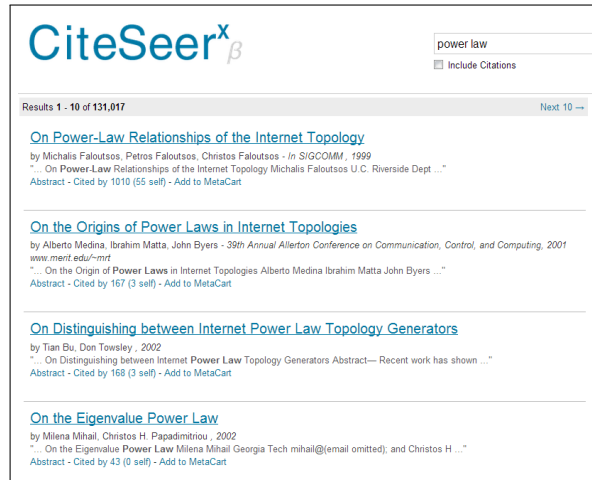 CiteSeerxβ
power law
Include Citations
Results 1 - 10 of 131,017
Next 10 →
On Power-Law Relationships of the Internet Topology
by Michalis Faloutsos, Petros Faloutsos, Christos Faloutsos - In SIGCOMM , 1999
"... On Power-Law Relationships of the Internet Topology Michalis Faloutsos U.C. Riverside Dept ..."
Abstract - Cited by 1010 (55 self) - Add to MetaCart
On the Origins of Power Laws in Internet Topologies
by Alberto Medina, Ibrahim Matta, John Byers - 39th Annual Allerton Conference on Communication, Control, and Computing, 2001
www.merit.edu/~mrt
"... On the Origin of Power Laws in Internet Topologies Alberto Medina Ibrahim Matta John Byers ..."
Abstract - Cited by 167 (3 self) - Add to MetaCart
On Distinguishing between Internet Power Law Topology Generators
by Tian Bu, Don Towsley , 2002
"... On Distinguishing between Internet Power Law Topology Generators Abstract— Recent work has shown ..."
Abstract - Cited by 168 (3 self) - Add to MetaCart
On the Eigenvalue Power Law
by Milena Mihail, Christos H. Papadimitriou , 2002
"... On the Eigenvalue Power Law Milena Mihail Georgia Tech mihail@(email omitted); and Christos H ..."
Abstract - Cited by 43 (0 self) - Add to MetaCart